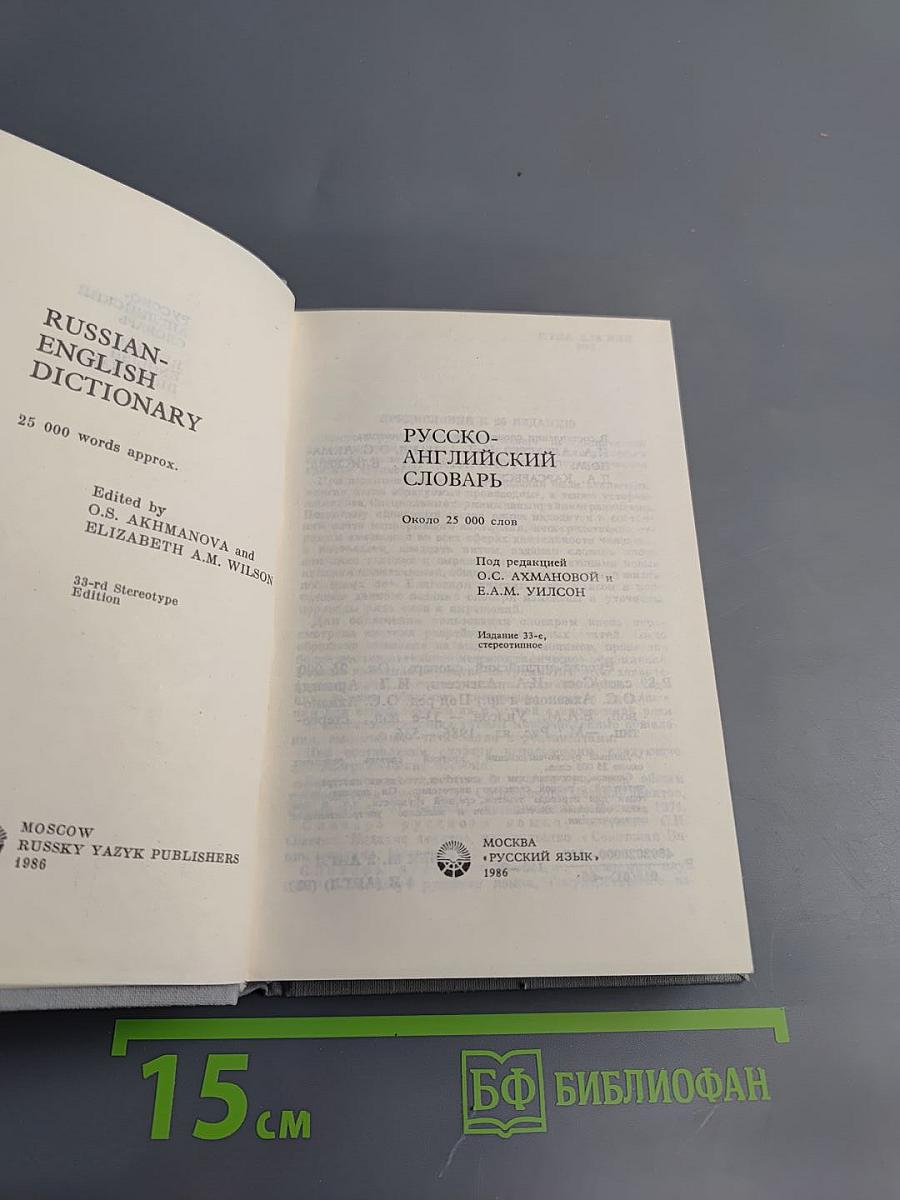 RUSSIAN-
ENGLISH
DICTIONARY
25 000 words approx.
Edited by
O.S. AKHMANOVA and
ELIZABETH A.M. WILSON
33-rd Stereotype
Edition
MOSCOW
RUSSKY YAZYK PUBLISHERS
1986
РУССКО-
АНГЛИЙСКИЙ
СЛОВАРЬ
Около 25 000 слов
Под редакцией
О.С. АХМАНОВОЙ и
Е.А.М. УИЛСОН
Издание 33-е,
стереотипное
МОСКВА
«РУССКИЙ ЯЗЫК»
1986
15 см
БФ БИБЛИОФАН